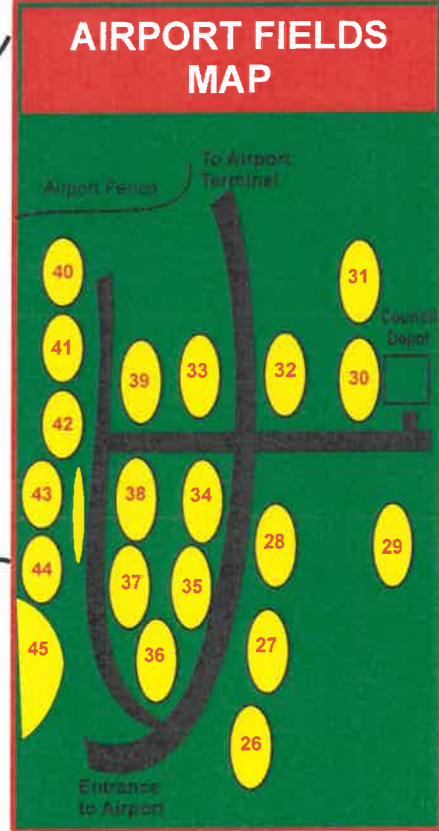 AIRPORT FIELDS
MAP
To Airport
Terminal
Airport Fence
40
31
41
Council
Depot
39
33
32
30
42
43
38
34
28
29
44
37
35
45
36
27
26
Entrance
to Airport